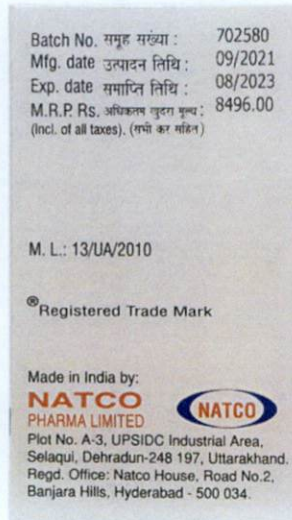 Batch No. समूह संख्या : 702580
Mfg. date उत्पादन तिथि : 09/2021
Exp. date समाप्ति तिथि : 08/2023
M.R.P. Rs. अधिकतम खुदरा मूल्य : 8496.00
(Incl. of all taxes). (सभी कर सहित)
M. L.: 13/UA/2010
®Registered Trade Mark
Made in India by:
NATCO
PHARMA LIMITED
NATCO
Plot No. A-3, UPSIDC Industrial Area,
Selaqui, Dehradun-248 197, Uttarakhand.
Regd. Office: Natco House, Road No.2,
Banjara Hills, Hyderabad - 500 034.